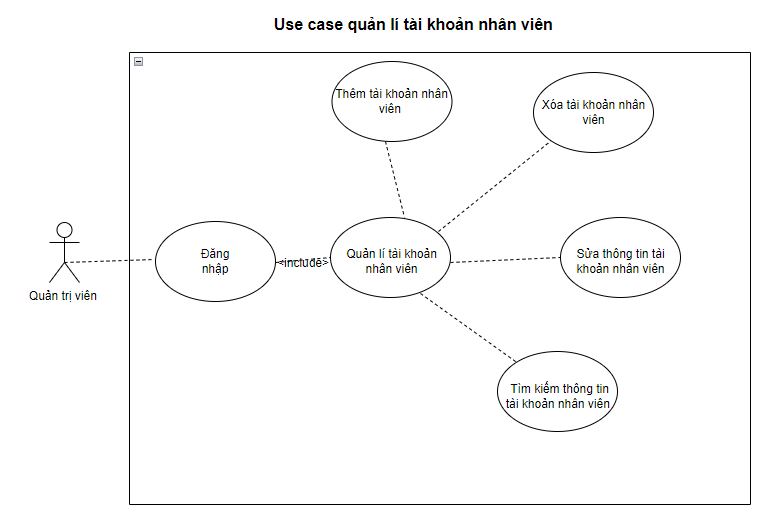 Use case quản lí tài khoản nhân viên
Thêm tài khoản nhân
viên
Xóa tài khoản nhân
viên
Đăng
nhập
<include>
Quản lí tài khoản
nhân viên
Sửa thông tin tài
khoản nhân viên
Quản trị viên
Tìm kiếm thông tin
tài khoản nhân viên